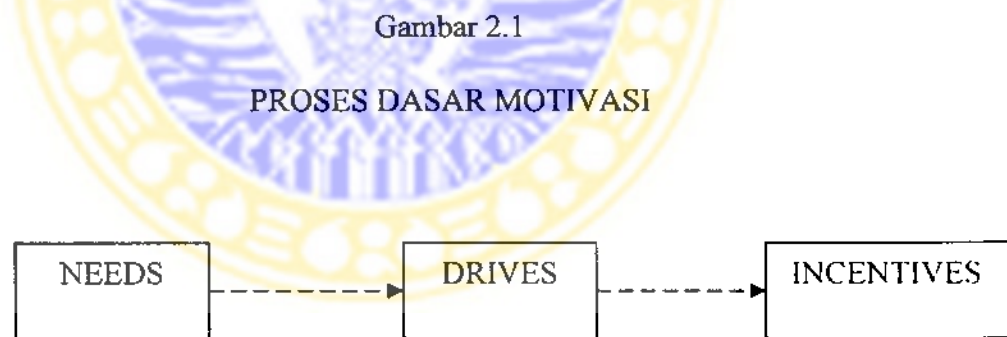 Gambar 2.1
PROSES DASAR MOTIVASI
NEEDS
DRIVES
INCENTIVES